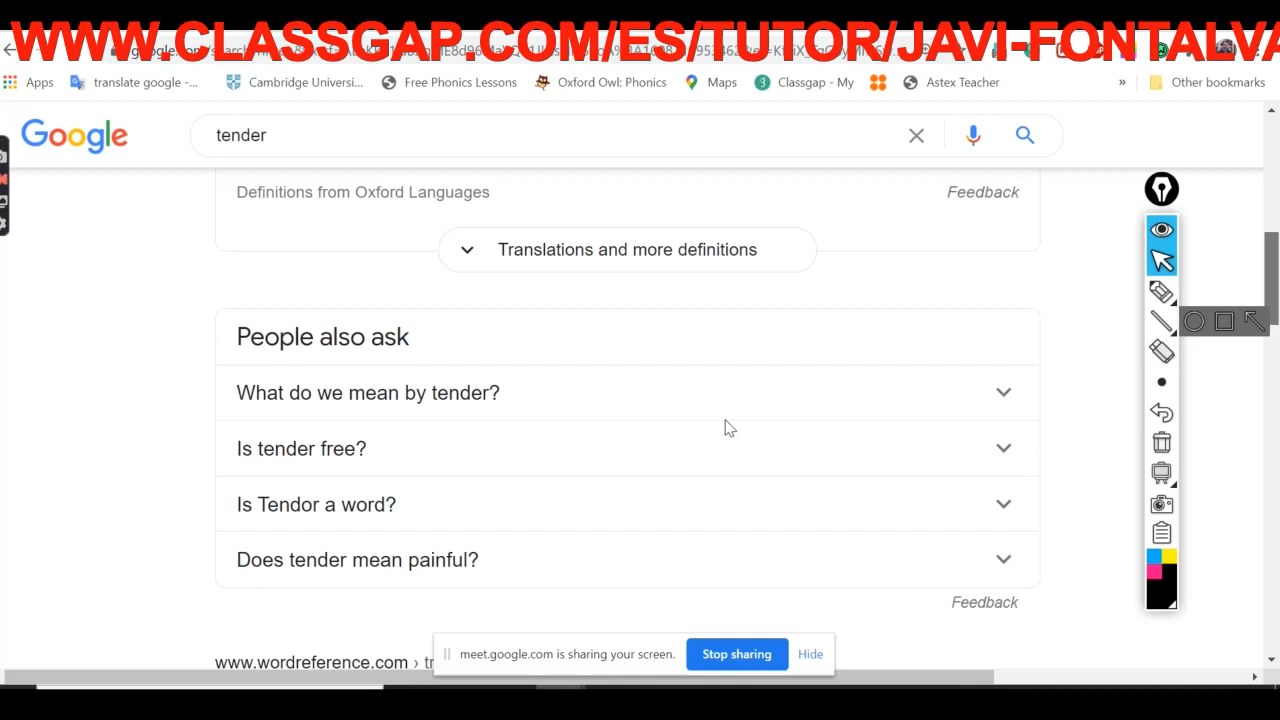 WWW.CLASSGAP.COM/ES/TUTOR/JAVI-FONTALVA
Apps translate google -... Cambridge Universi... Free Phonics Lessons Oxford Owl: Phonics Maps Classgap - My Astex Teacher » Other bookmarks
Google tender
Definitions from Oxford Languages Feedback
Translations and more definitions
People also ask
What do we mean by tender?
Is tender free?
Is Tendor a word?
Does tender mean painful?
Feedback
meet.google.com is sharing your screen. Stop sharing Hide
www.wordreference.com ›